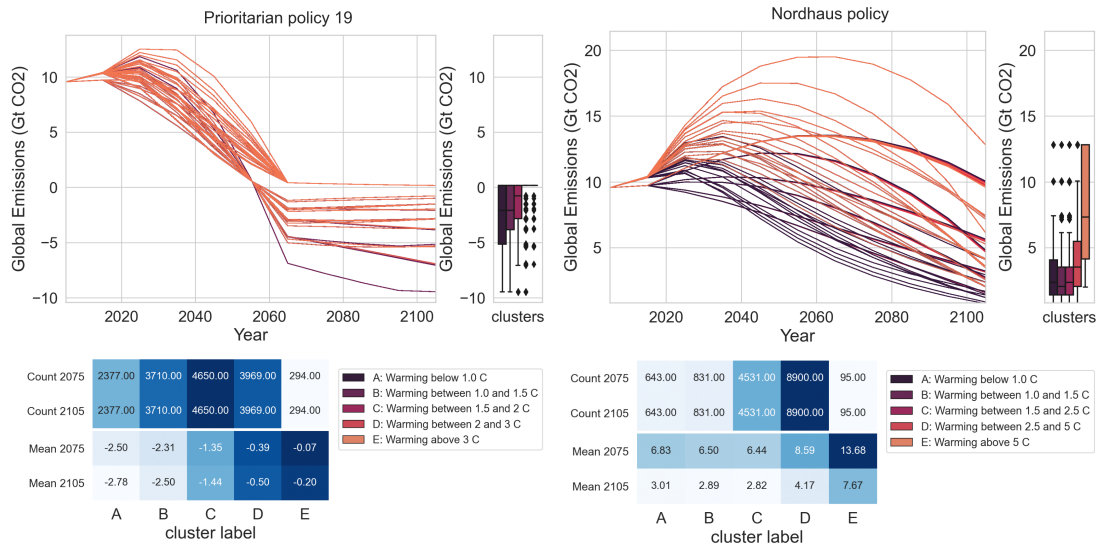 Prioritarian policy 19
Global Emissions (Gt CO2)
10
5
0
−5
−10
2020 2040 2060 2080 2100
Year
Global Emissions (Gt CO2)
10
5
0
−5
−10
clusters
Count 2075 2377.00 3710.00 4650.00 3969.00 294.00
Count 2105 2377.00 3710.00 4650.00 3969.00 294.00
Mean 2075 -2.50 -2.31 -1.35 -0.39 -0.07
Mean 2105 -2.78 -2.50 -1.44 -0.50 -0.20
A B C D E
cluster label
A: Warming below 1.0 C
B: Warming between 1.0 and 1.5 C
C: Warming between 1.5 and 2 C
D: Warming between 2 and 3 C
E: Warming above 3 C
Nordhaus policy
Global Emissions (Gt CO2)
20
15
10
5
2020 2040 2060 2080 2100
Year
Global Emissions (Gt CO2)
20
15
10
5
clusters
Count 2075 643.00 831.00 4531.00 8900.00 95.00
Count 2105 643.00 831.00 4531.00 8900.00 95.00
Mean 2075 6.83 6.50 6.44 8.59 13.68
Mean 2105 3.01 2.89 2.82 4.17 7.67
A B C D E
cluster label
A: Warming below 1.0 C
B: Warming between 1.0 and 1.5 C
C: Warming between 1.5 and 2.5 C
D: Warming between 2.5 and 5 C
E: Warming above 5 C